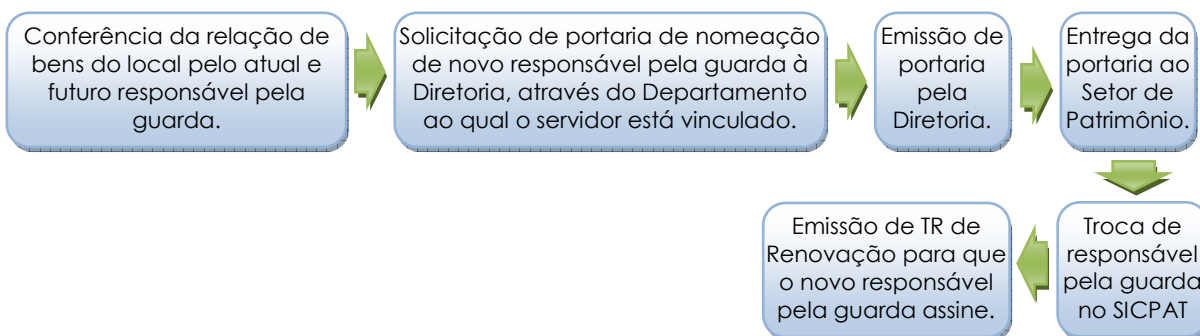 Conferência da relação de
bens do local pelo atual e
futuro responsável pela
guarda.
Solicitação de portaria de nomeação
de novo responsável pela guarda à
Diretoria, através do Departamento
ao qual o servidor está vinculado.
Emissão de
portaria
pela
Diretoria.
Entrega da
portaria ao
Setor de
Patrimônio.
Troca de
responsável
pela guarda
no SICPAT
Emissão de TR de
Renovação para que
o novo responsável
pela guarda assine.